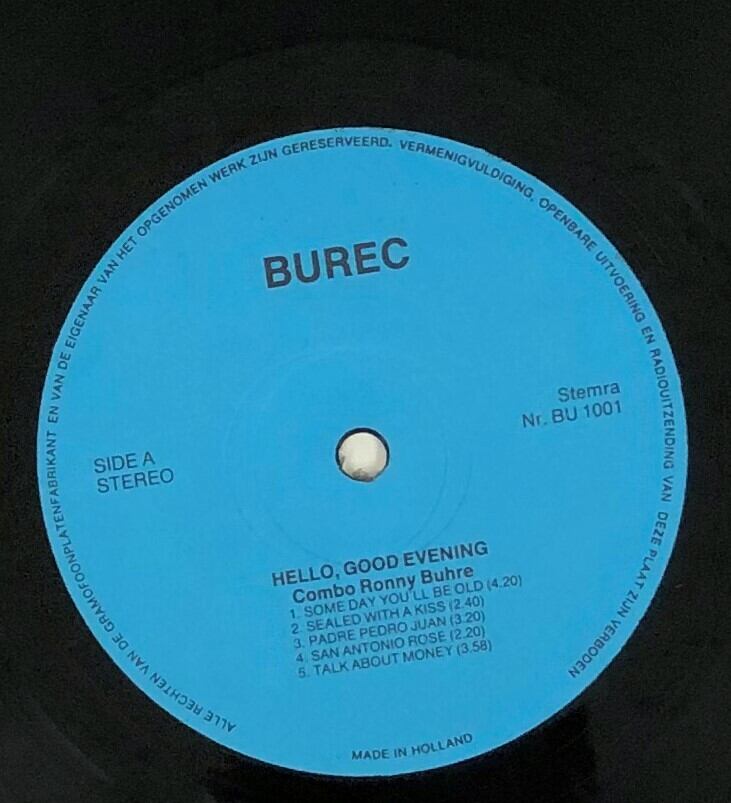 ALLE RECHTEN VAN DE GRAMOFOONPLATENFABRIKANT EN VAN DE EIGENAAR VAN HET OPGENOMEN WERK ZIJN GERESERVEERD. VERMENIGVULDIGING, OPENBARE UITVOERING EN RADIOUITZENDING VAN DEZE PLAAT ZIJN VERBODEN
BUREC
Stemra
Nr. BU 1001
SIDE A
STEREO
HELLO, GOOD EVENING
Combo Ronny Buhre
1. SOME DAY YOU'LL BE OLD (4.20)
2. SEALED WITH A KISS (2.40)
3. PADRE PEDRO JUAN (3.20)
4. SAN ANTONIO ROSE (2.20)
5. TALK ABOUT MONEY (3.58)
MADE IN HOLLAND